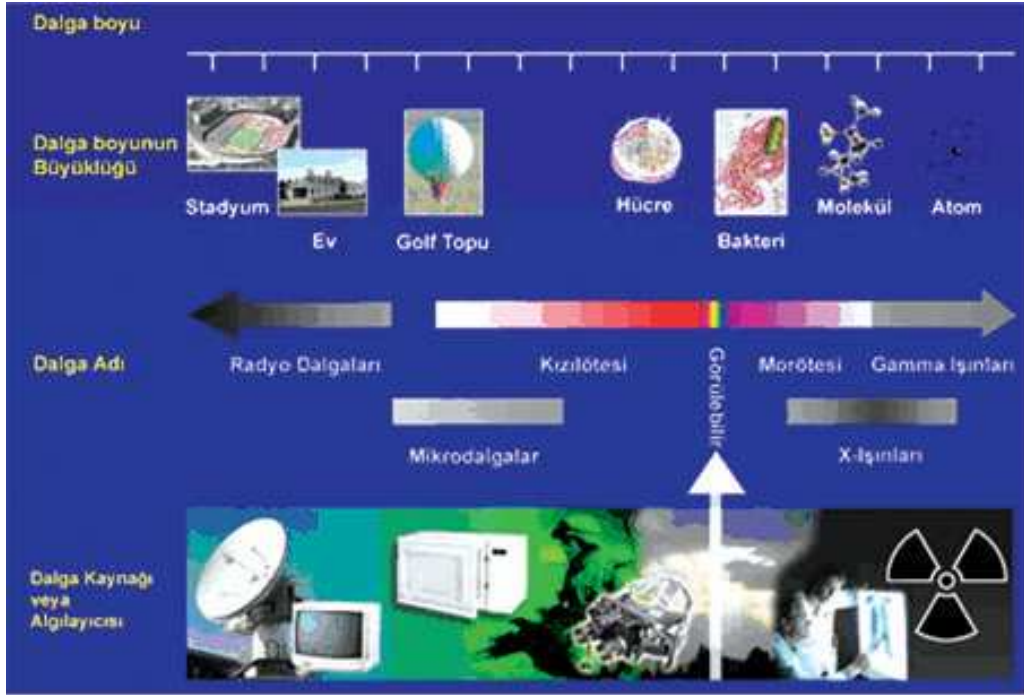 Dalga boyu
Dalga boyunun
Büyüklüğü
Stadyum
Ev
Golf Topu
Hücre
Bakteri
Molekül
Atom
Dalga Adı
Radyo Dalgaları
Kızılötesi
Görülebilir
Morötesi
Gamma Işınları
Mikrodalgalar
X-Işınları
Dalga Kaynağı
veya
Algılayıcısı